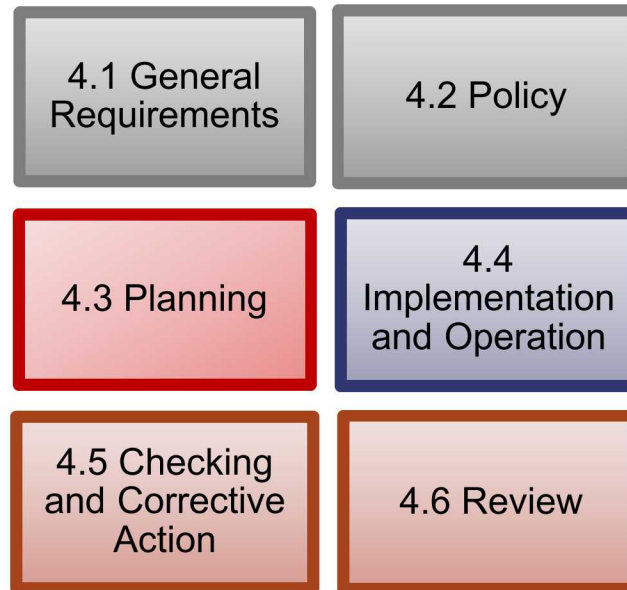 4.1 General
Requirements
4.2 Policy
4.3 Planning
4.4
Implementation
and Operation
4.5 Checking
and Corrective
Action
4.6 Review